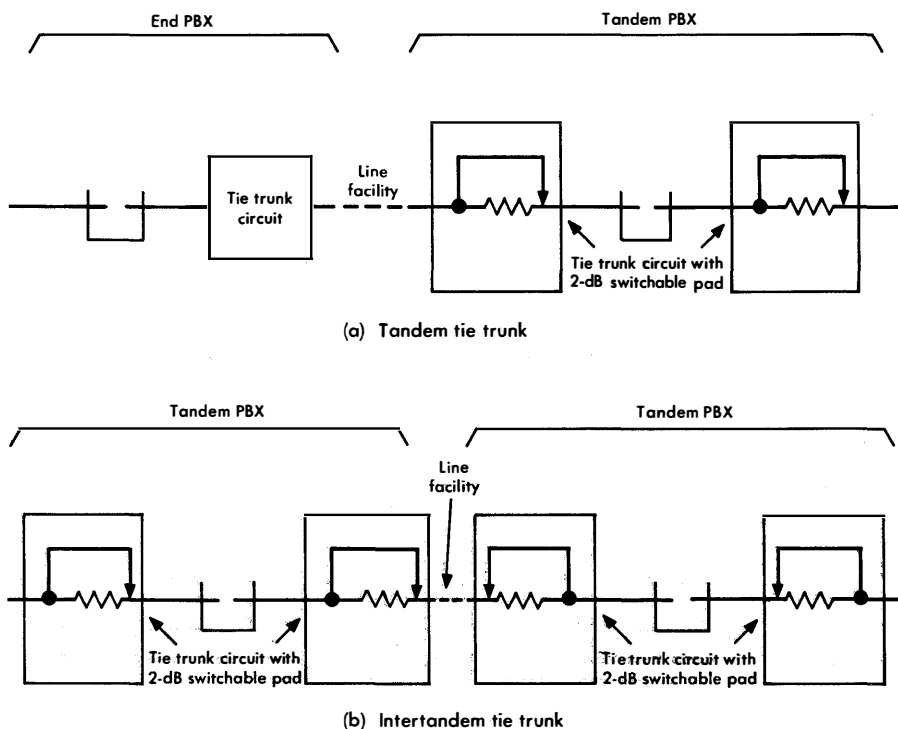 End PBX
Tandem PBX
Tie trunk
circuit
Line
facility
Tie trunk circuit with
2-dB switchable pad
(a) Tandem tie trunk
Tandem PBX
Tandem PBX
Line
facility
Tie trunk circuit with
2-dB switchable pad
Tie trunk circuit with
2-dB switchable pad
(b) Intertandem tie trunk